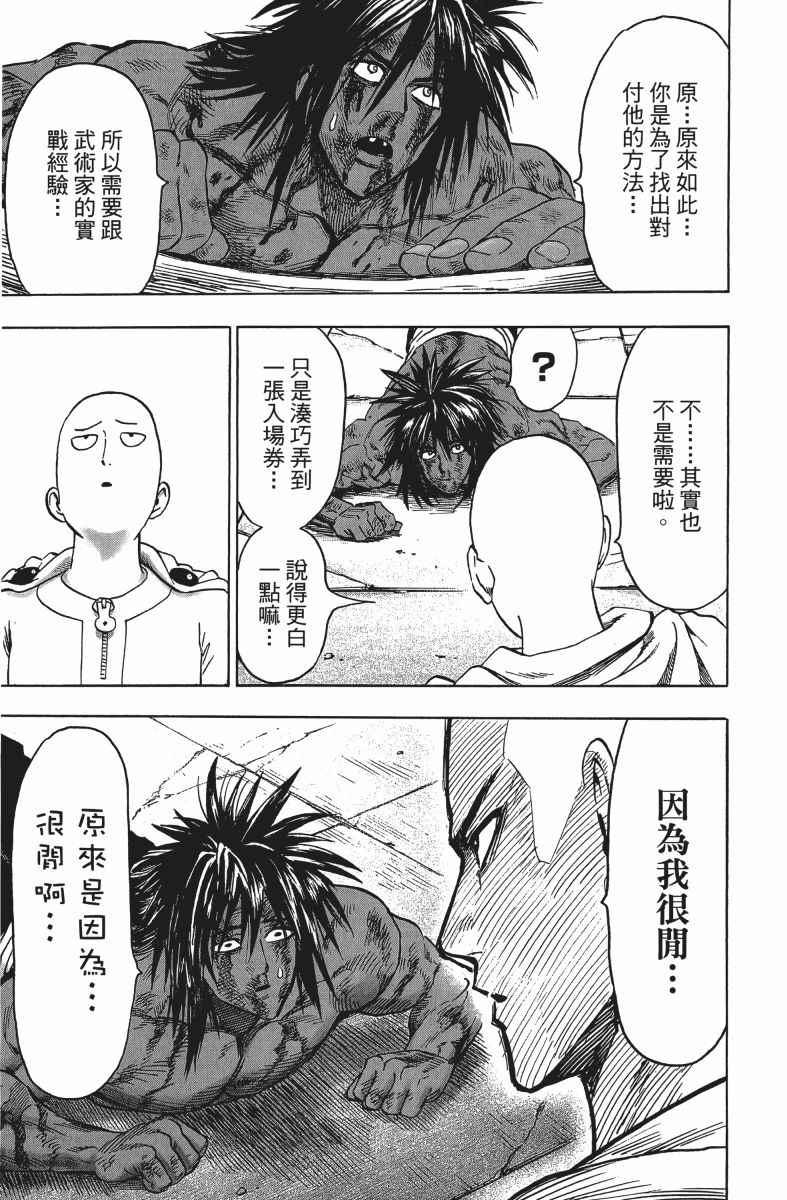 原…原來如此…
你是為了找出對
付他的方法…
所以需要跟
武術家的實
戰經驗…
不……其實也
不是需要啦。
？
只是湊巧弄到
一張入場券…
說得更白
一點嘛…
因為我很閒…
原來是因為…
很閒啊…